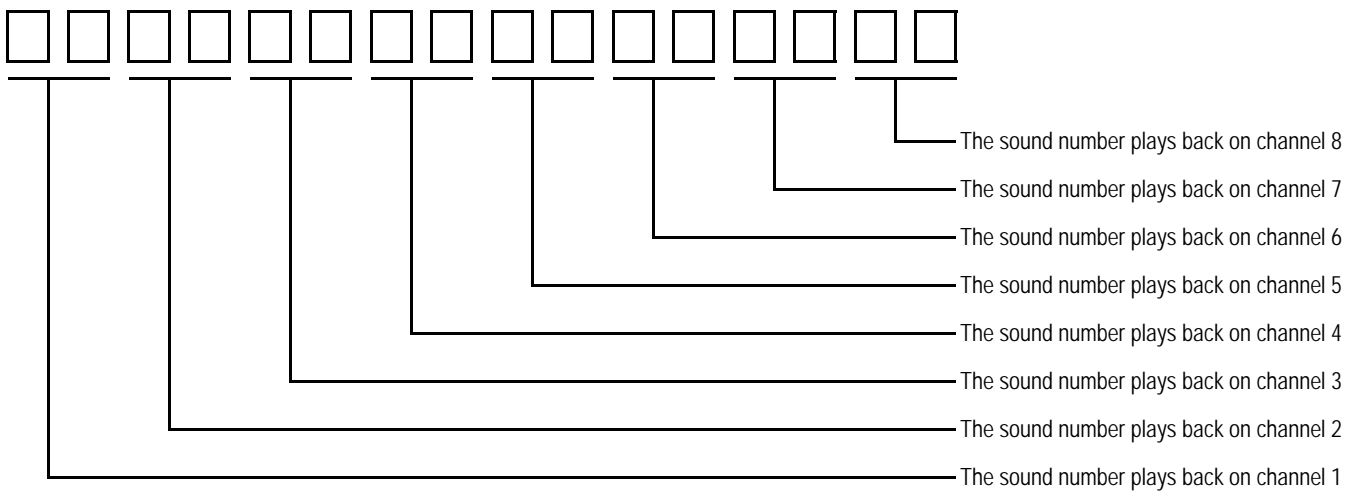 The sound number plays back on channel 8
The sound number plays back on channel 7
The sound number plays back on channel 6
The sound number plays back on channel 5
The sound number plays back on channel 4
The sound number plays back on channel 3
The sound number plays back on channel 2
The sound number plays back on channel 1